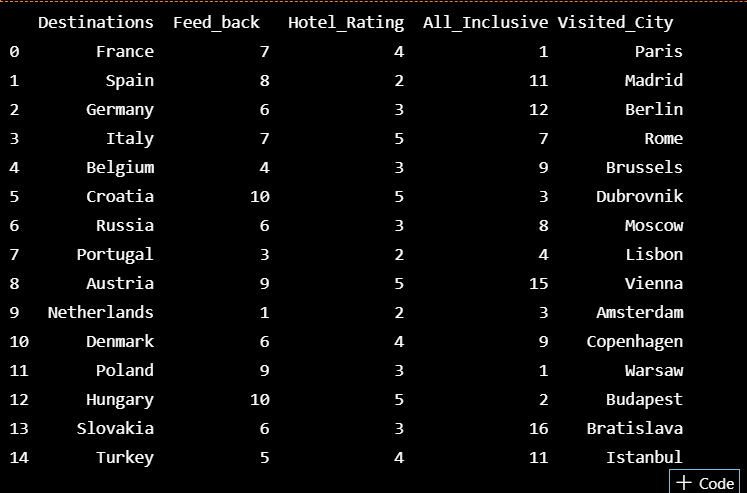 Destinations Feed_back Hotel_Rating All_Inclusive Visited_City
0 France 7 4 1 Paris
1 Spain 8 2 11 Madrid
2 Germany 6 3 12 Berlin
3 Italy 7 5 7 Rome
4 Belgium 4 3 9 Brussels
5 Croatia 10 5 3 Dubrovnik
6 Russia 6 3 8 Moscow
7 Portugal 3 2 4 Lisbon
8 Austria 9 5 15 Vienna
9 Netherlands 1 2 3 Amsterdam
10 Denmark 6 4 9 Copenhagen
11 Poland 9 3 1 Warsaw
12 Hungary 10 5 2 Budapest
13 Slovakia 6 3 16 Bratislava
14 Turkey 5 4 11 Istanbul
+ Code